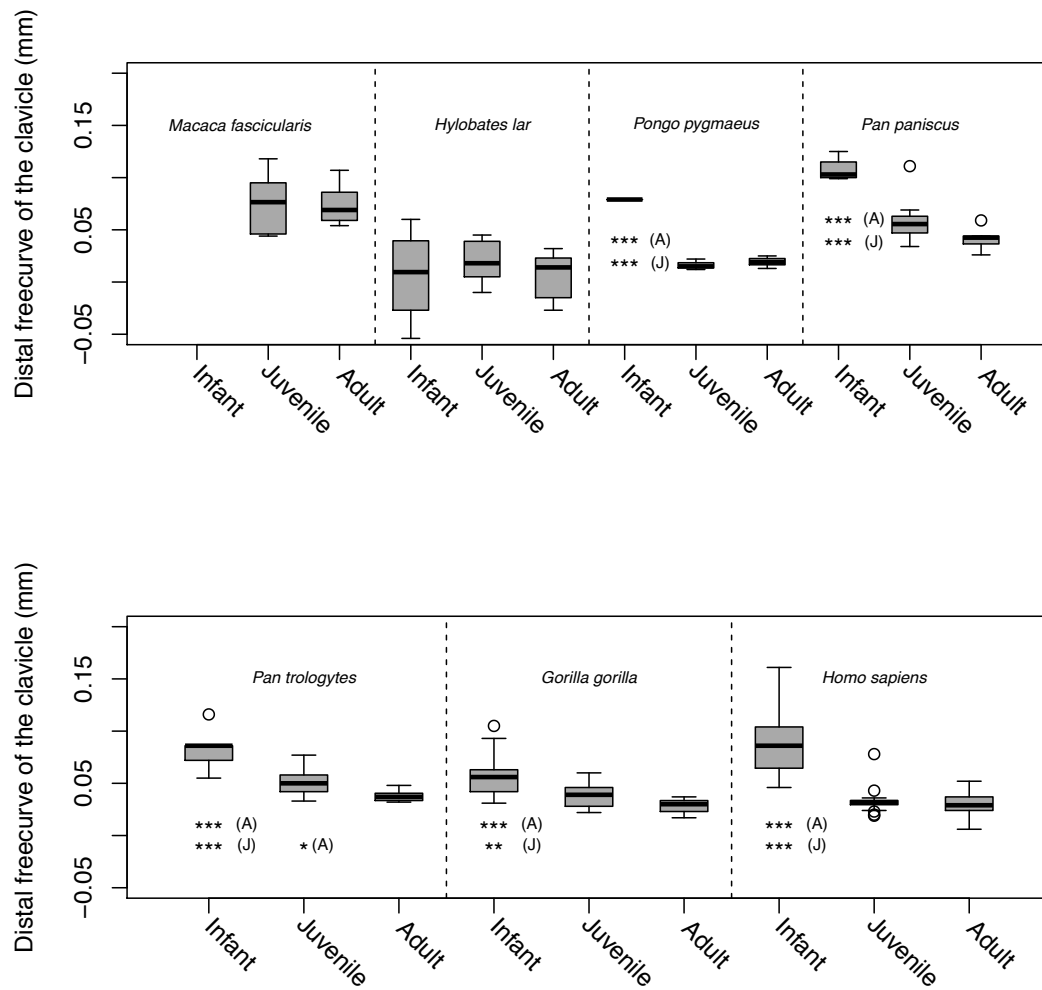 Distal freecurve of the clavicle (mm)
0.15
0.05
−0.05
Macaca fascicularis
Hylobates lar
Pongo pygmaeus
Pan paniscus
*** (A)
*** (J)
*** (A)
*** (J)
Infant
Juvenile
Adult
Infant
Juvenile
Adult
Infant
Juvenile
Adult
Infant
Juvenile
Adult
Distal freecurve of the clavicle (mm)
0.15
0.05
−0.05
Pan trologytes
Gorilla gorilla
Homo sapiens
*** (A)
*** (J)
* (A)
*** (A)
** (J)
*** (A)
*** (J)
Infant
Juvenile
Adult
Infant
Juvenile
Adult
Infant
Juvenile
Adult